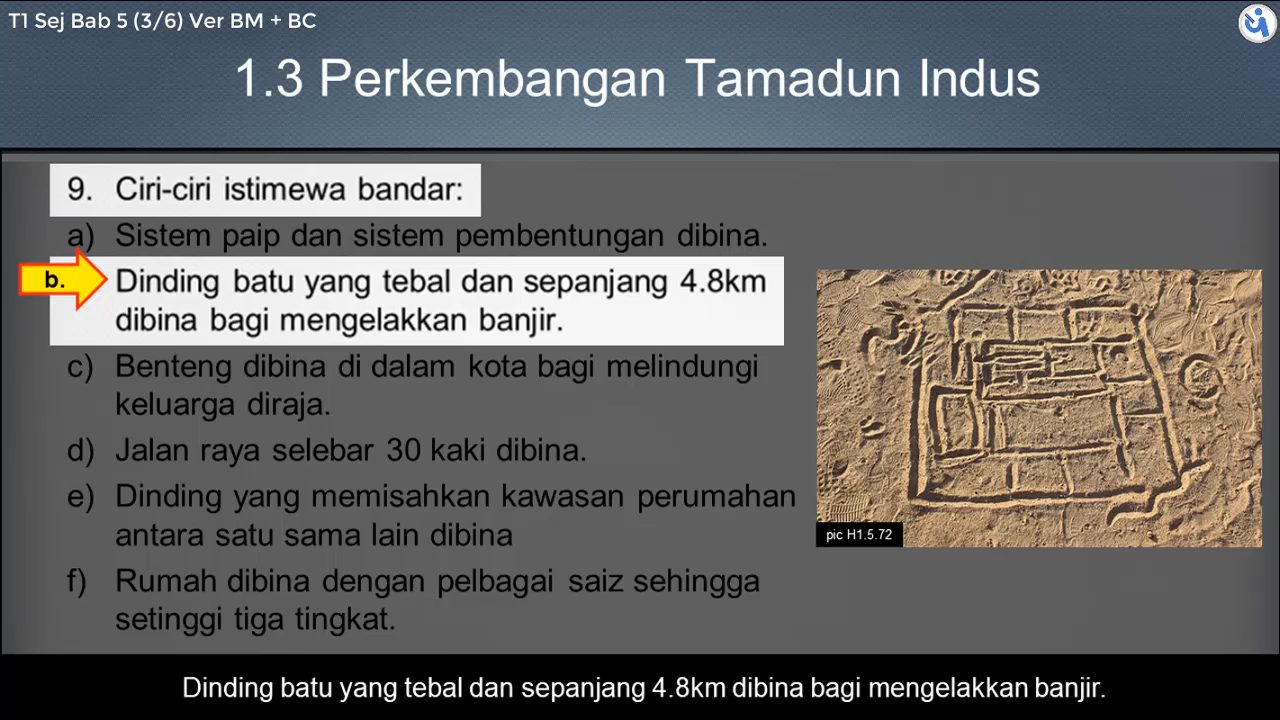 T1 Sej Bab 5 (3/6) Ver BM + BC
1.3 Perkembangan Tamadun Indus
9. Ciri-ciri istimewa bandar:
a) Sistem paip dan sistem pembentungan dibina.
b. Dinding batu yang tebal dan sepanjang 4.8km
dibina bagi mengelakkan banjir.
c) Benteng dibina di dalam kota bagi melindungi
keluarga diraja.
d) Jalan raya selebar 30 kaki dibina.
e) Dinding yang memisahkan kawasan perumahan
antara satu sama lain dibina
f) Rumah dibina dengan pelbagai saiz sehingga
setinggi tiga tingkat.
pic H1.5.72
Dinding batu yang tebal dan sepanjang 4.8km dibina bagi mengelakkan banjir.